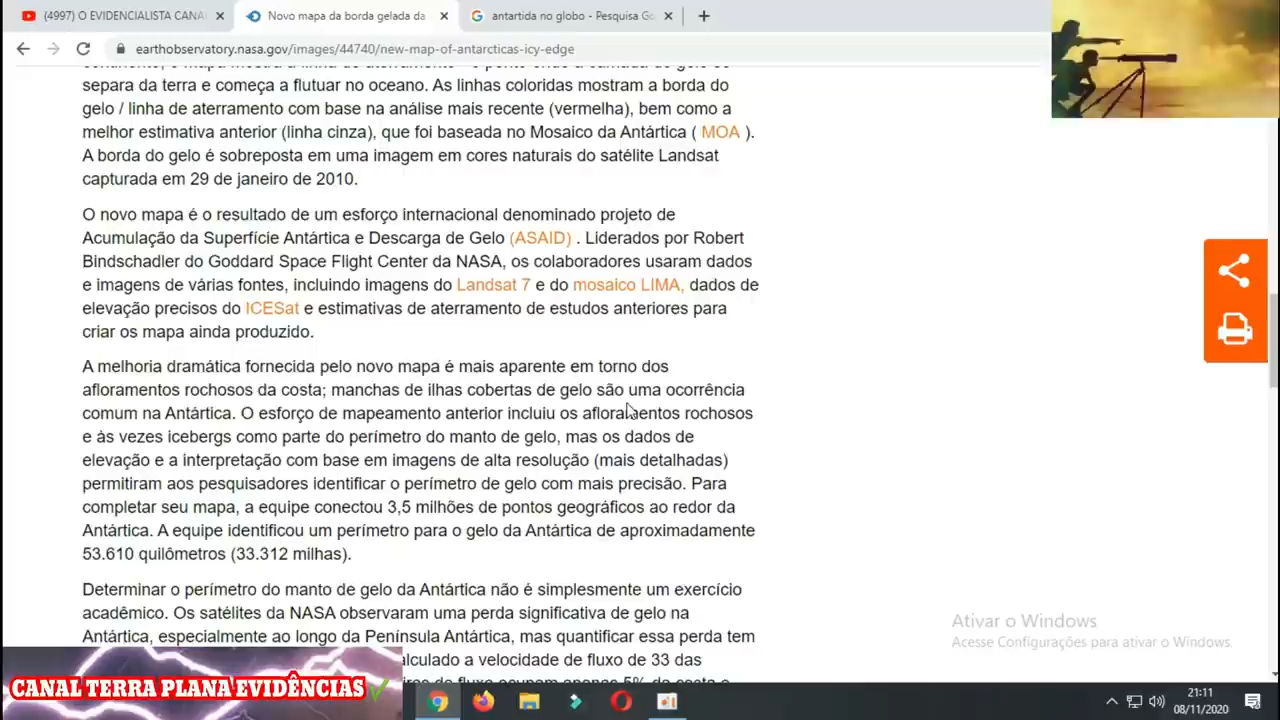 (4997) O EVIDENCIALISTA CANA
Novo mapa da borda gelada da
antartida no globo - Pesquisa Go
earthobservatory.nasa.gov/images/44740/new-map-of-antarcticas-icy-edge
separa da terra e começa a flutuar no oceano. As linhas coloridas mostram a borda do
gelo / linha de aterramento com base na análise mais recente (vermelha), bem como a
melhor estimativa anterior (linha cinza), que foi baseada no Mosaico da Antártica ( MOA ).
A borda do gelo é sobreposta em uma imagem em cores naturais do satélite Landsat
capturada em 29 de janeiro de 2010.
O novo mapa é o resultado de um esforço internacional denominado projeto de
Acumulação da Superfície Antártica e Descarga de Gelo (ASAID) . Liderados por Robert
Bindschadler do Goddard Space Flight Center da NASA, os colaboradores usaram dados
e imagens de várias fontes, incluindo imagens do Landsat 7 e do mosaico LIMA, dados de
elevação precisos do ICESat e estimativas de aterramento de estudos anteriores para
criar os mapa ainda produzido.
A melhoria dramática fornecida pelo novo mapa é mais aparente em torno dos
afloramentos rochosos da costa; manchas de ilhas cobertas de gelo são uma ocorrência
comum na Antártica. O esforço de mapeamento anterior incluiu os afloramentos rochosos
e às vezes icebergs como parte do perímetro do manto de gelo, mas os dados de
elevação e a interpretação com base em imagens de alta resolução (mais detalhadas)
permitiram aos pesquisadores identificar o perímetro de gelo com mais precisão. Para
completar seu mapa, a equipe conectou 3,5 milhões de pontos geográficos ao redor da
Antártica. A equipe identificou um perímetro para o gelo da Antártica de aproximadamente
53.610 quilômetros (33.312 milhas).
Determinar o perímetro do manto de gelo da Antártica não é simplesmente um exercício
acadêmico. Os satélites da NASA observaram uma perda significativa de gelo na
Antártica, especialmente ao longo da Península Antártica, mas quantificar essa perda tem
alculado a velocidade de fluxo de 33 das
Ativar o Windows
Acesse Configurações para ativar o Windows.
CANAL TERRA PLANA EVIDÊNCIAS
21:11
08/11/2020